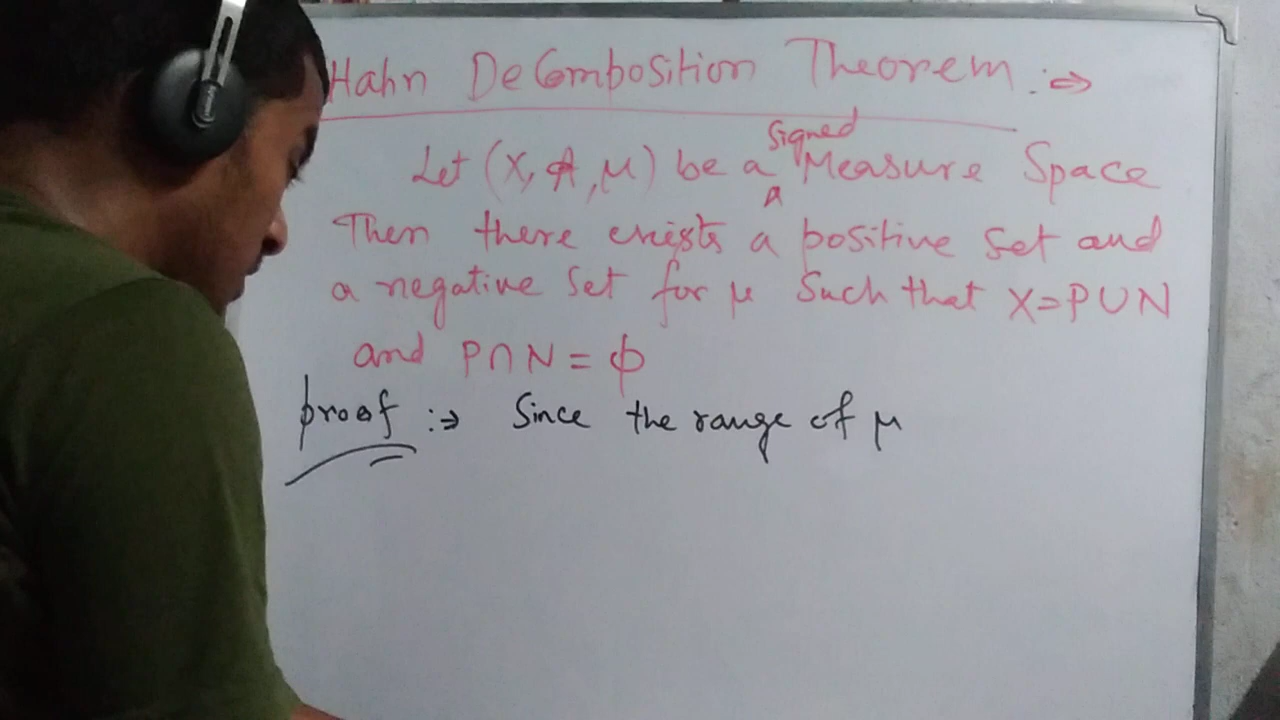 Hahn DeComposition Theorem :⇒
Let (X, A, μ) be a signed Measure Space
Then there exists a positive set and
a negative set for μ such that X=P∪N
and P∩N = ϕ
proof :⇒ Since the range of μ